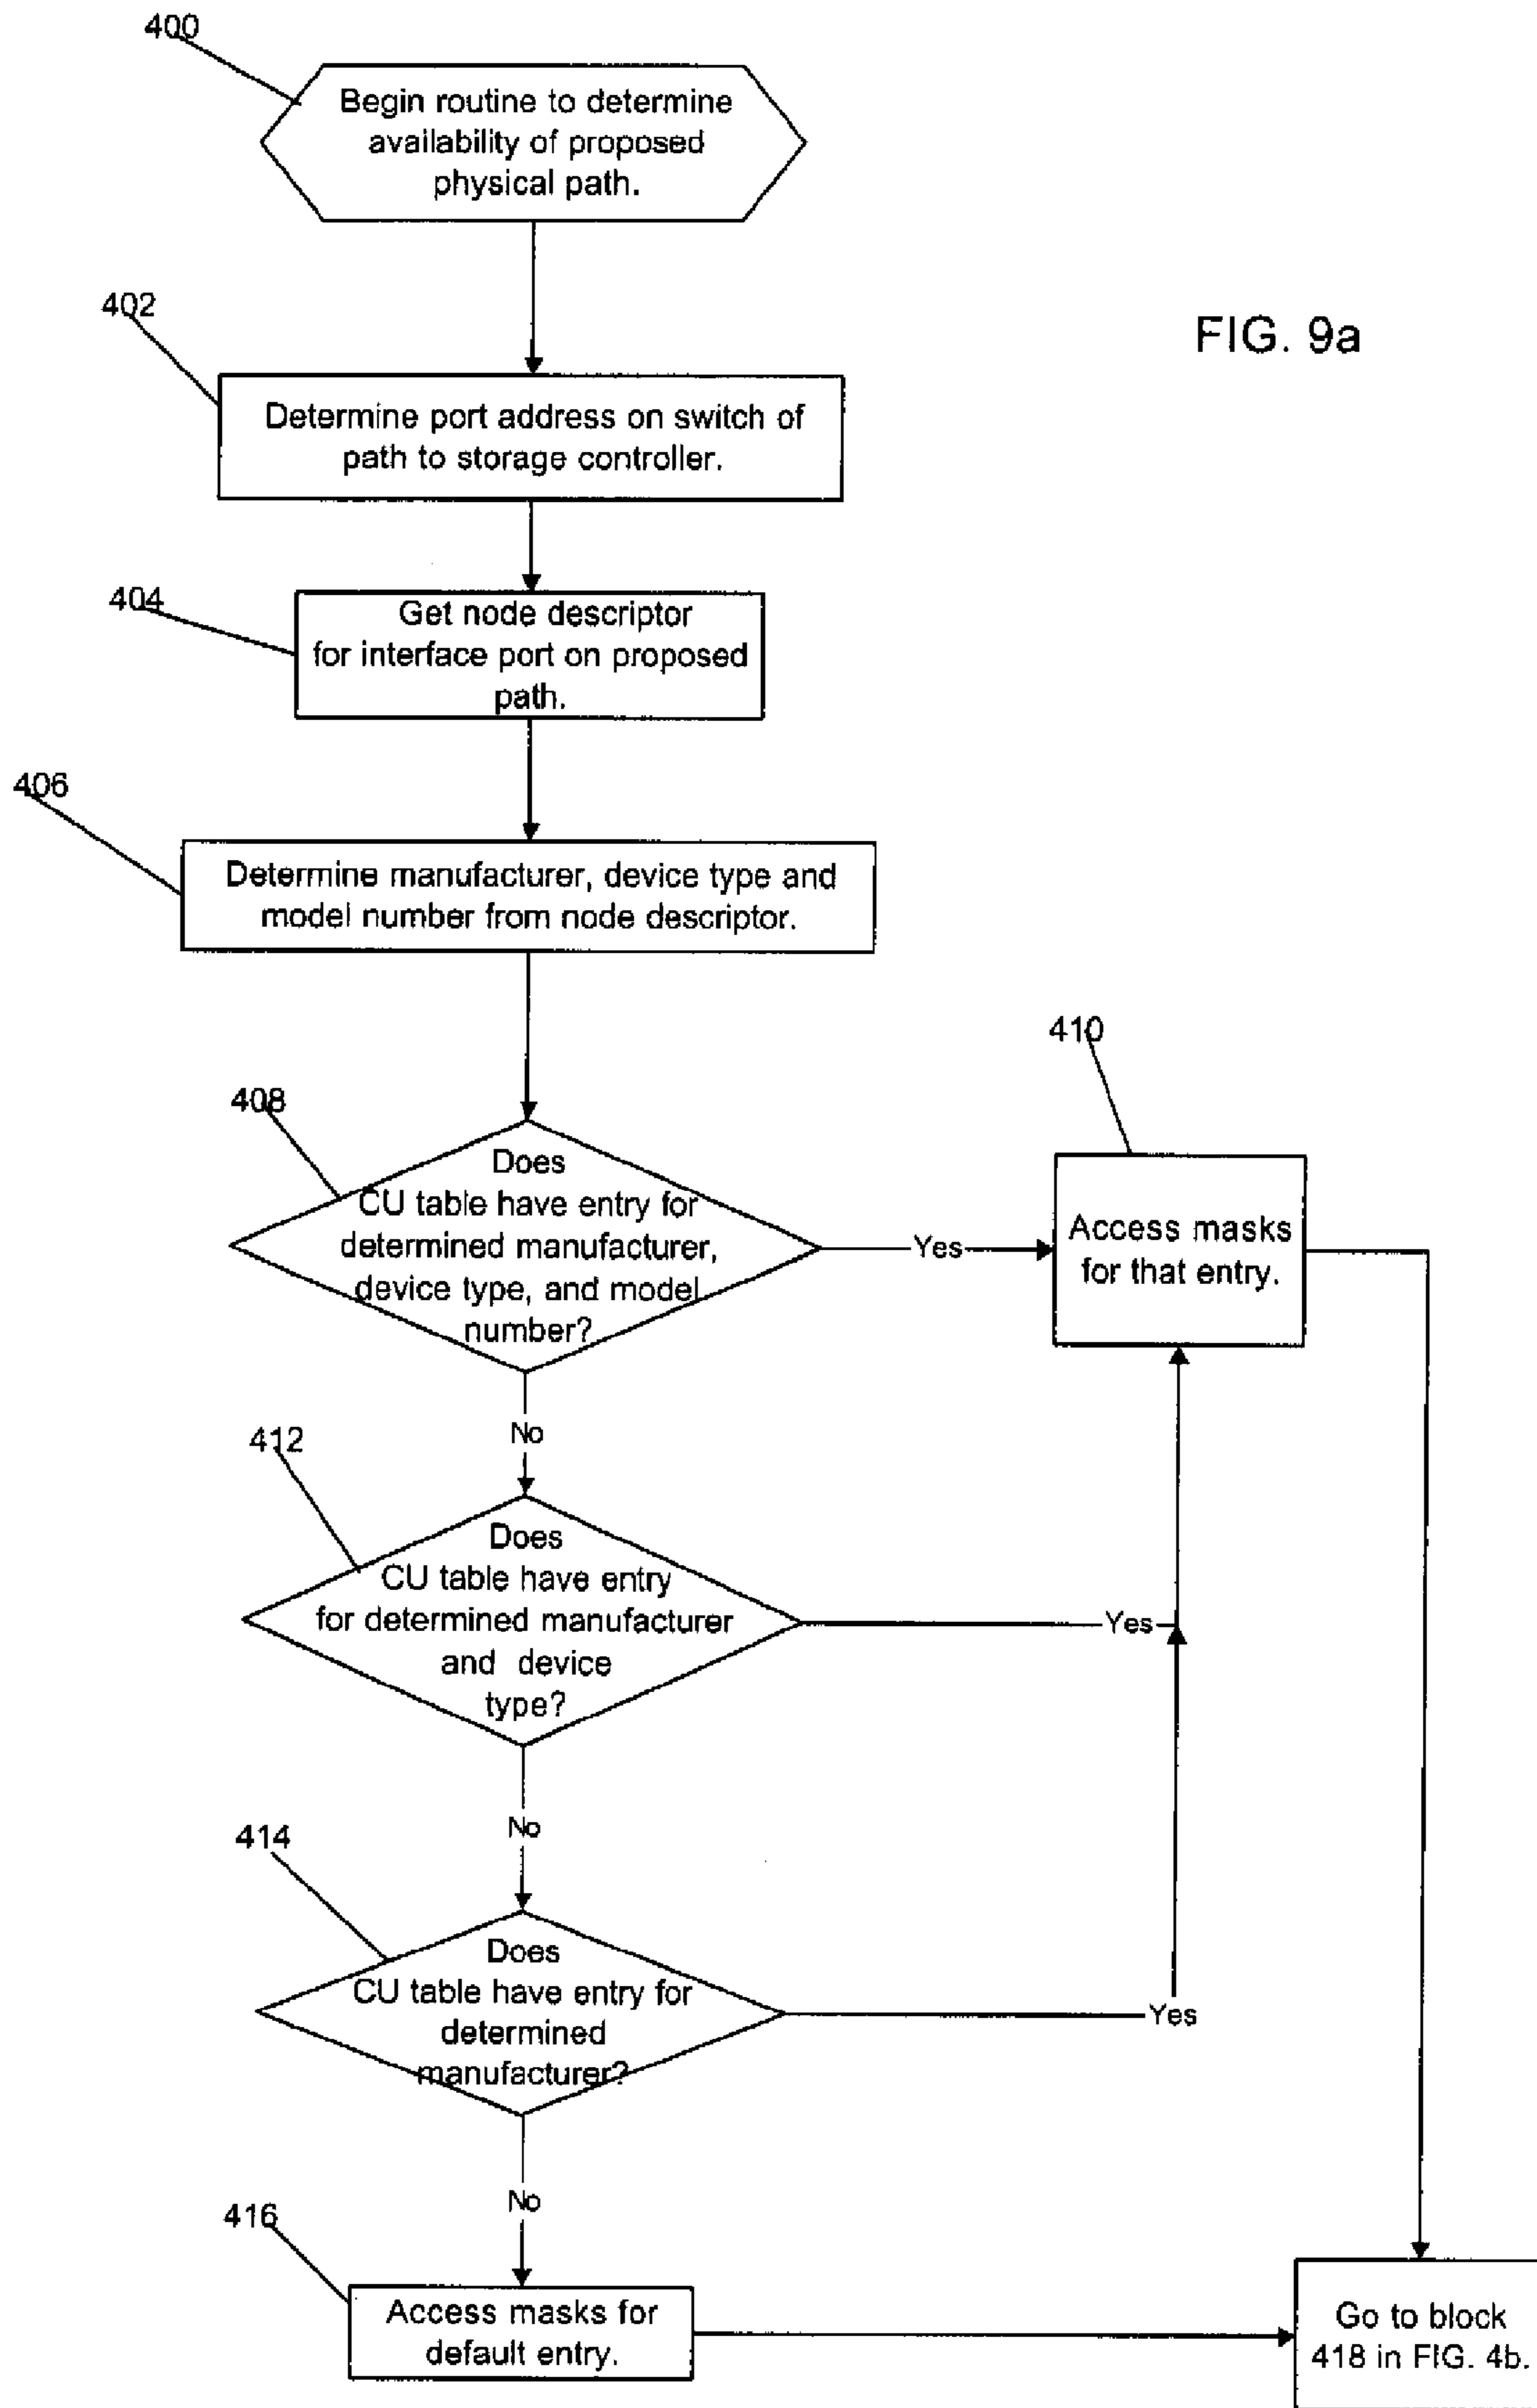 400
Begin routine to determine
availability of proposed
physical path.
402
FIG. 9a
Determine port address on switch of
path to storage controller.
404
Get node descriptor
for interface port on proposed
path.
406
Determine manufacturer, device type and
model number from node descriptor.
408
Does
CU table have entry for
determined manufacturer,
device type, and model
number?
Yes
410
Access masks
for that entry.
No
412
Does
CU table have entry
for determined manufacturer
and device
type?
Yes
No
414
Does
CU table have entry for
determined
manufacturer?
Yes
No
416
Access masks for
default entry.
Go to block
418 in FIG. 4b.